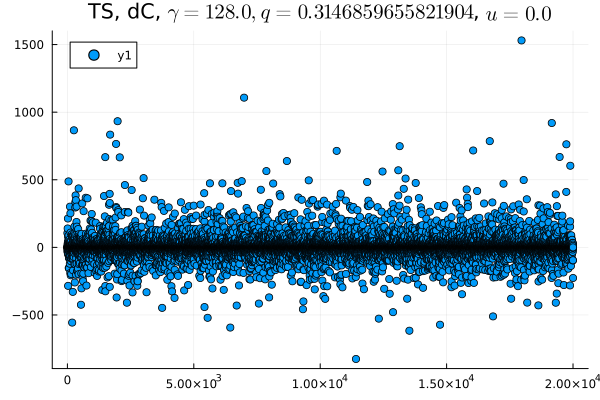 TS, dC, γ = 128.0, q = 0.3146859655821904, u = 0.0
1500
y1
1000
500
0
−500
0 5.00×10³ 1.00×10⁴ 1.50×10⁴ 2.00×10⁴